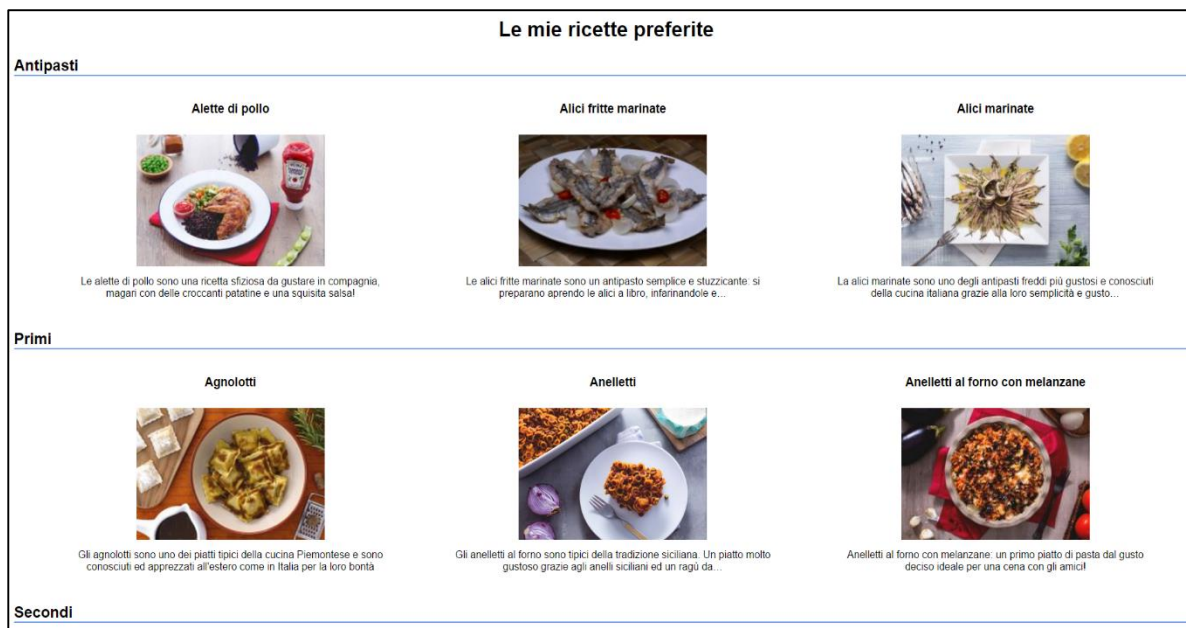 Le mie ricette preferite
Antipasti
Alette di pollo
Alici fritte marinate
Alici marinate
Le alette di pollo sono una ricetta sfiziosa da gustare in compagnia,
magari con delle croccanti patatine e una squisita salsa!
Le alici fritte marinate sono un antipasto semplice e stuzzicante: si
preparano aprendo le alici a libro, infarinandole e...
La alici marinate sono uno degli antipasti freddi più gustosi e conosciuti
della cucina italiana grazie alla loro semplicità e gusto...
Primi
Agnolotti
Anelletti
Anelletti al forno con melanzane
Gli agnolotti sono uno dei piatti tipici della cucina Piemontese e sono
conosciuti ed apprezzati all'estero come in Italia per la loro bontà
Gli anelletti al forno sono tipici della tradizione siciliana. Un piatto molto
gustoso grazie agli anelli siciliani ed un ragù da...
Anelletti al forno con melanzane: un primo piatto di pasta dal gusto
deciso ideale per una cena con gli amici!
Secondi